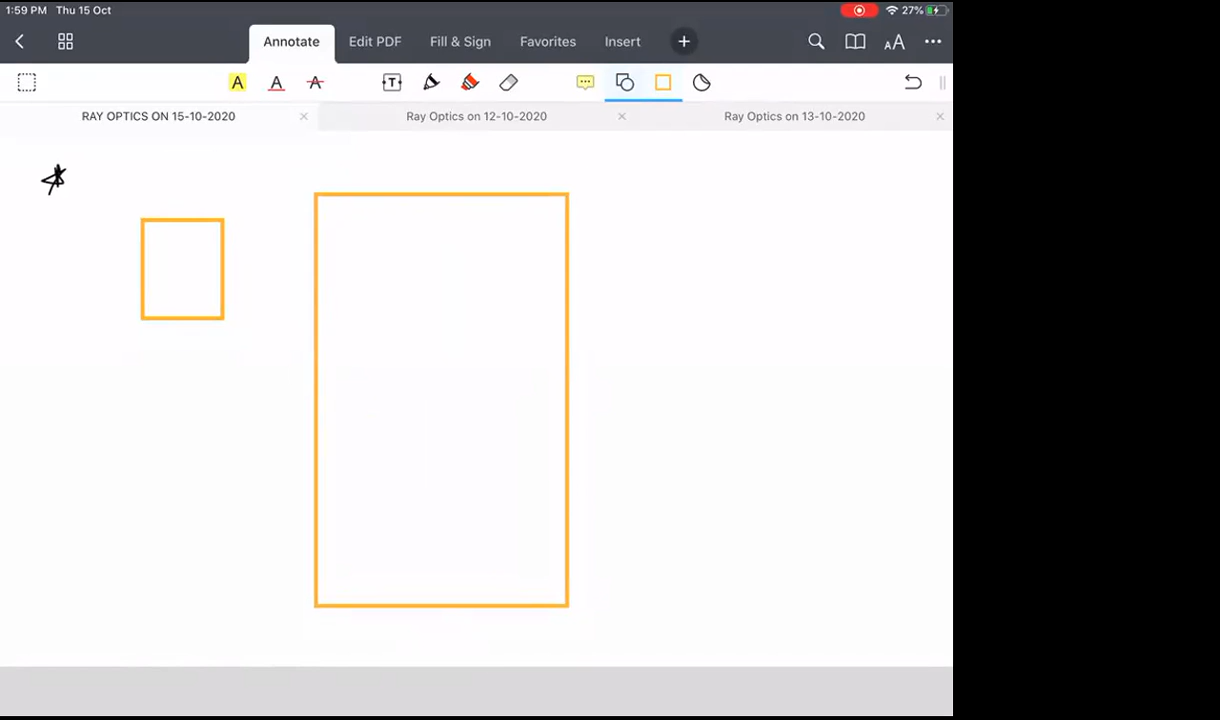 1:59 PM Thu 15 Oct 27%
Annotate Edit PDF Fill & Sign Favorites Insert
A A A T AA
RAY OPTICS ON 15-10-2020 Ray Optics on 12-10-2020 Ray Optics on 13-10-2020